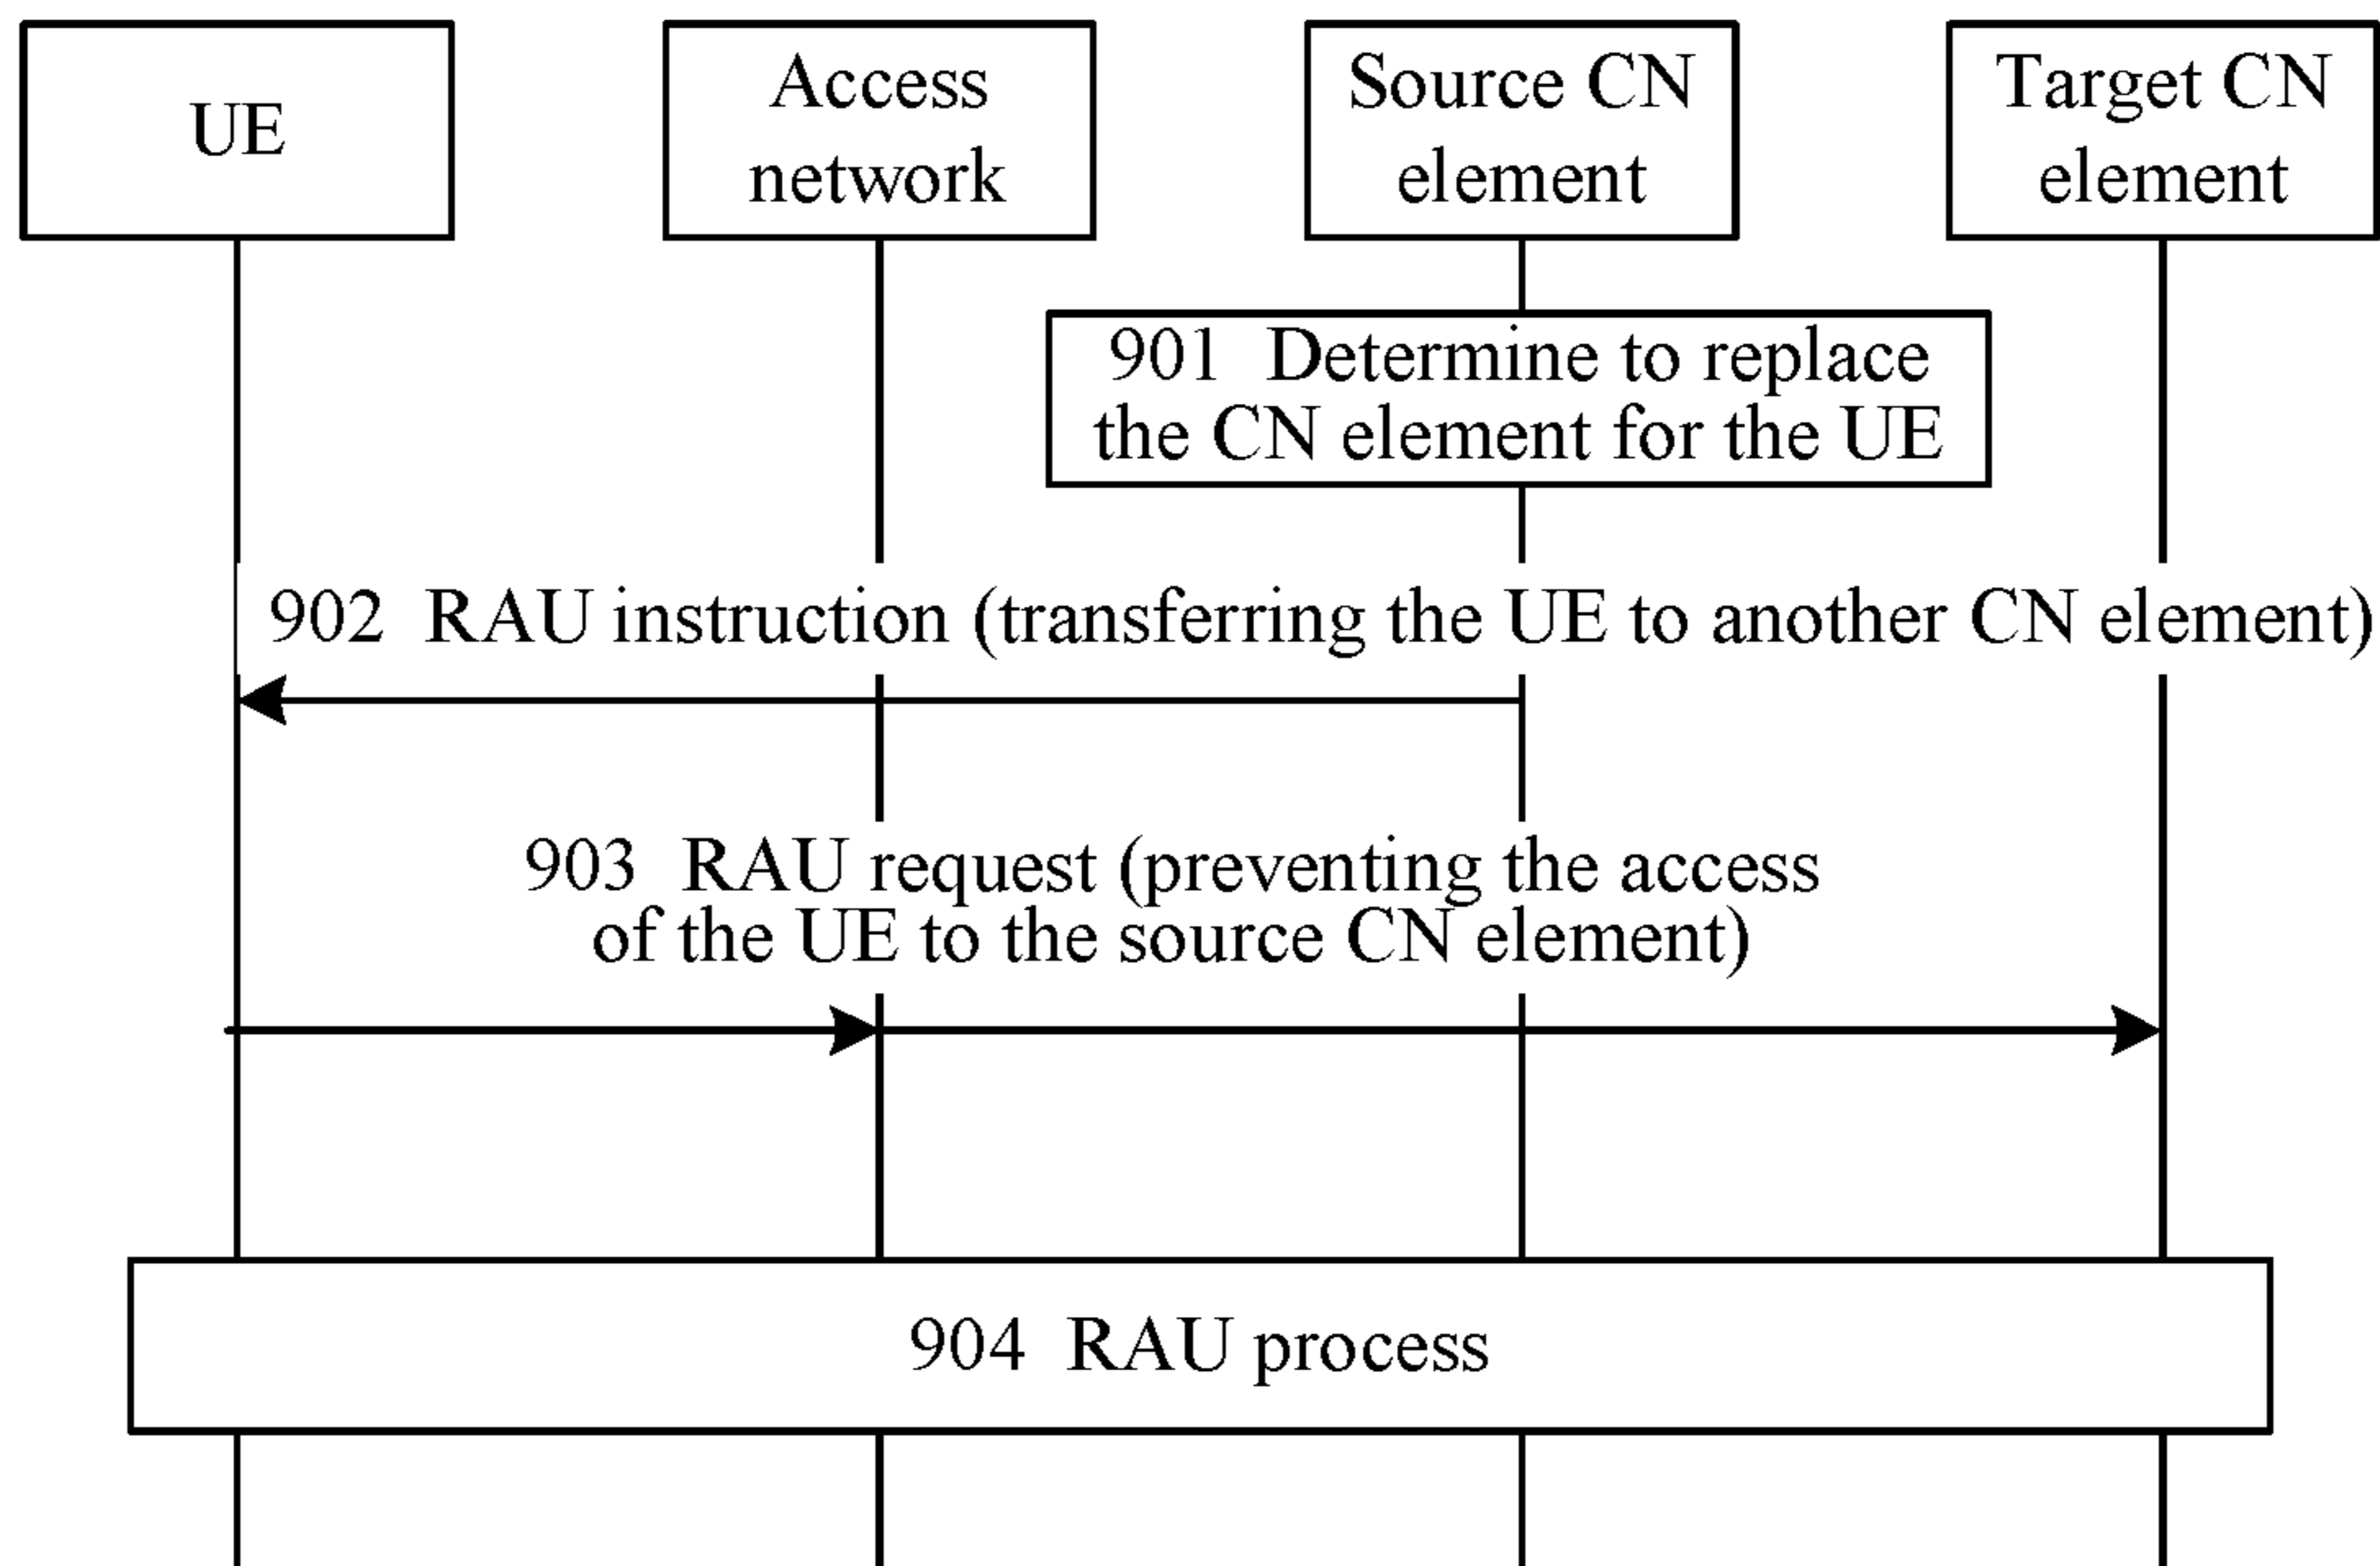 UE
Access
network
Source CN
element
Target CN
element
901 Determine to replace
the CN element for the UE
902 RAU instruction (transferring the UE to another CN element)
903 RAU request (preventing the access
of the UE to the source CN element)
904 RAU process